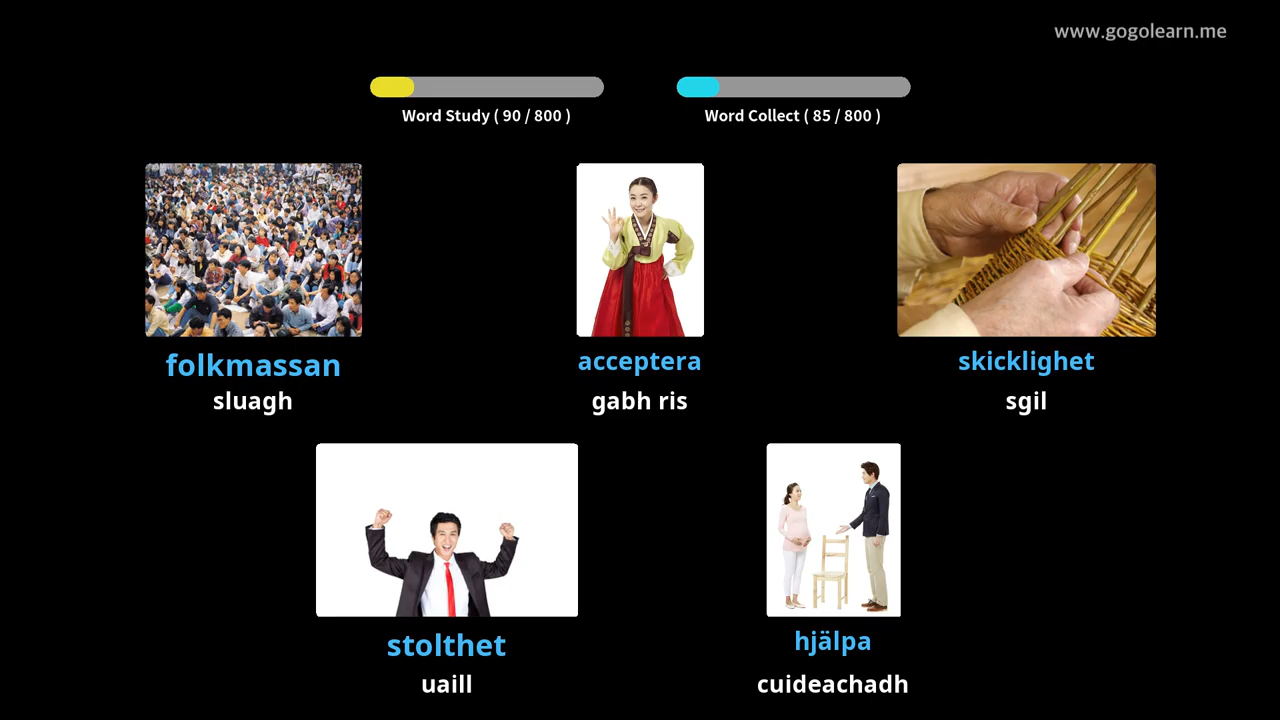 www.gogolearn.me
Word Study ( 90 / 800 )
Word Collect ( 85 / 800 )
folkmassan
sluagh
acceptera
gabh ris
skicklighet
sgil
stolthet
uaill
hjälpa
cuideachadh